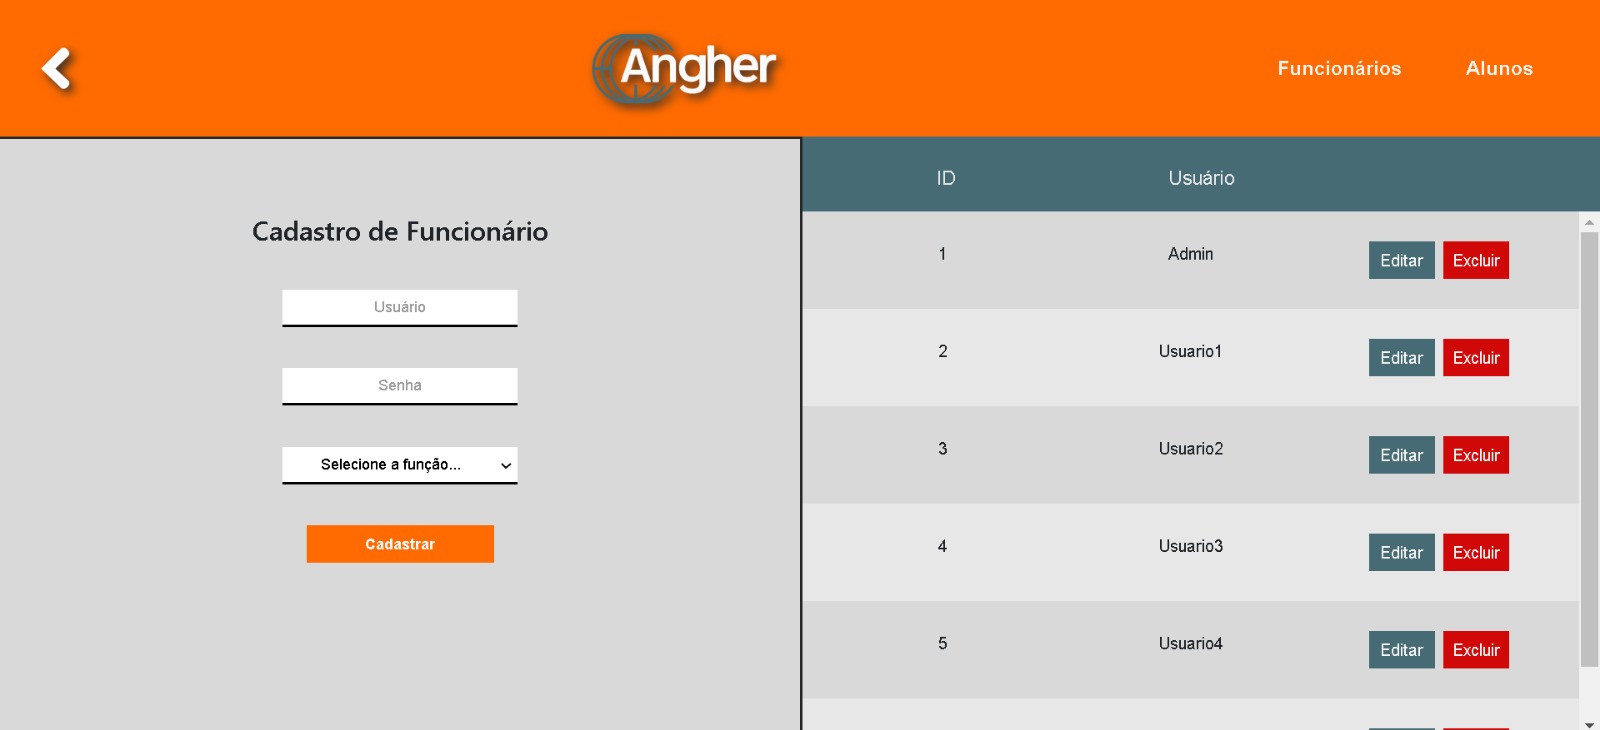 Angher
Funcionários
Alunos
Cadastro de Funcionário
Usuário
Senha
Selecione a função...
Cadastrar
ID Usuário
1 Admin Editar Excluir
2 Usuario1 Editar Excluir
3 Usuario2 Editar Excluir
4 Usuario3 Editar Excluir
5 Usuario4 Editar Excluir